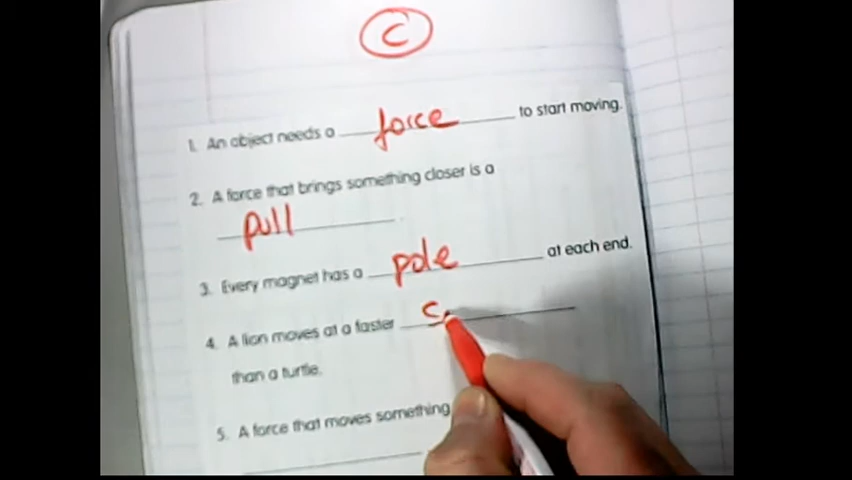 C
1. An object needs a force to start moving.
2. A force that brings something closer is a
pull
3. Every magnet has a pole at each end.
4. A lion moves at a faster
than a turtle.
5. A force that moves something